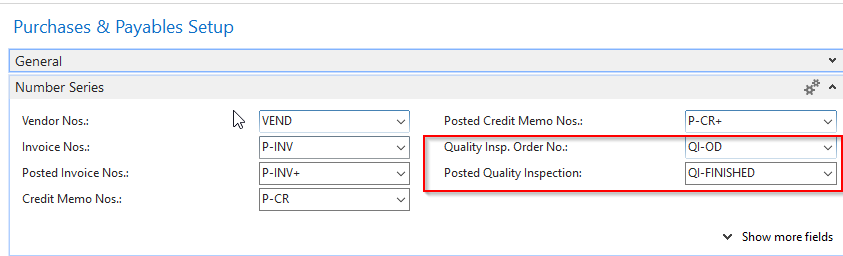 Purchases & Payables Setup
General
Number Series
Vendor Nos.: VEND
Invoice Nos.: P-INV
Posted Invoice Nos.: P-INV+
Credit Memo Nos.: P-CR
Posted Credit Memo Nos.: P-CR+
Quality Insp. Order No.: QI-OD
Posted Quality Inspection: QI-FINISHED
Show more fields